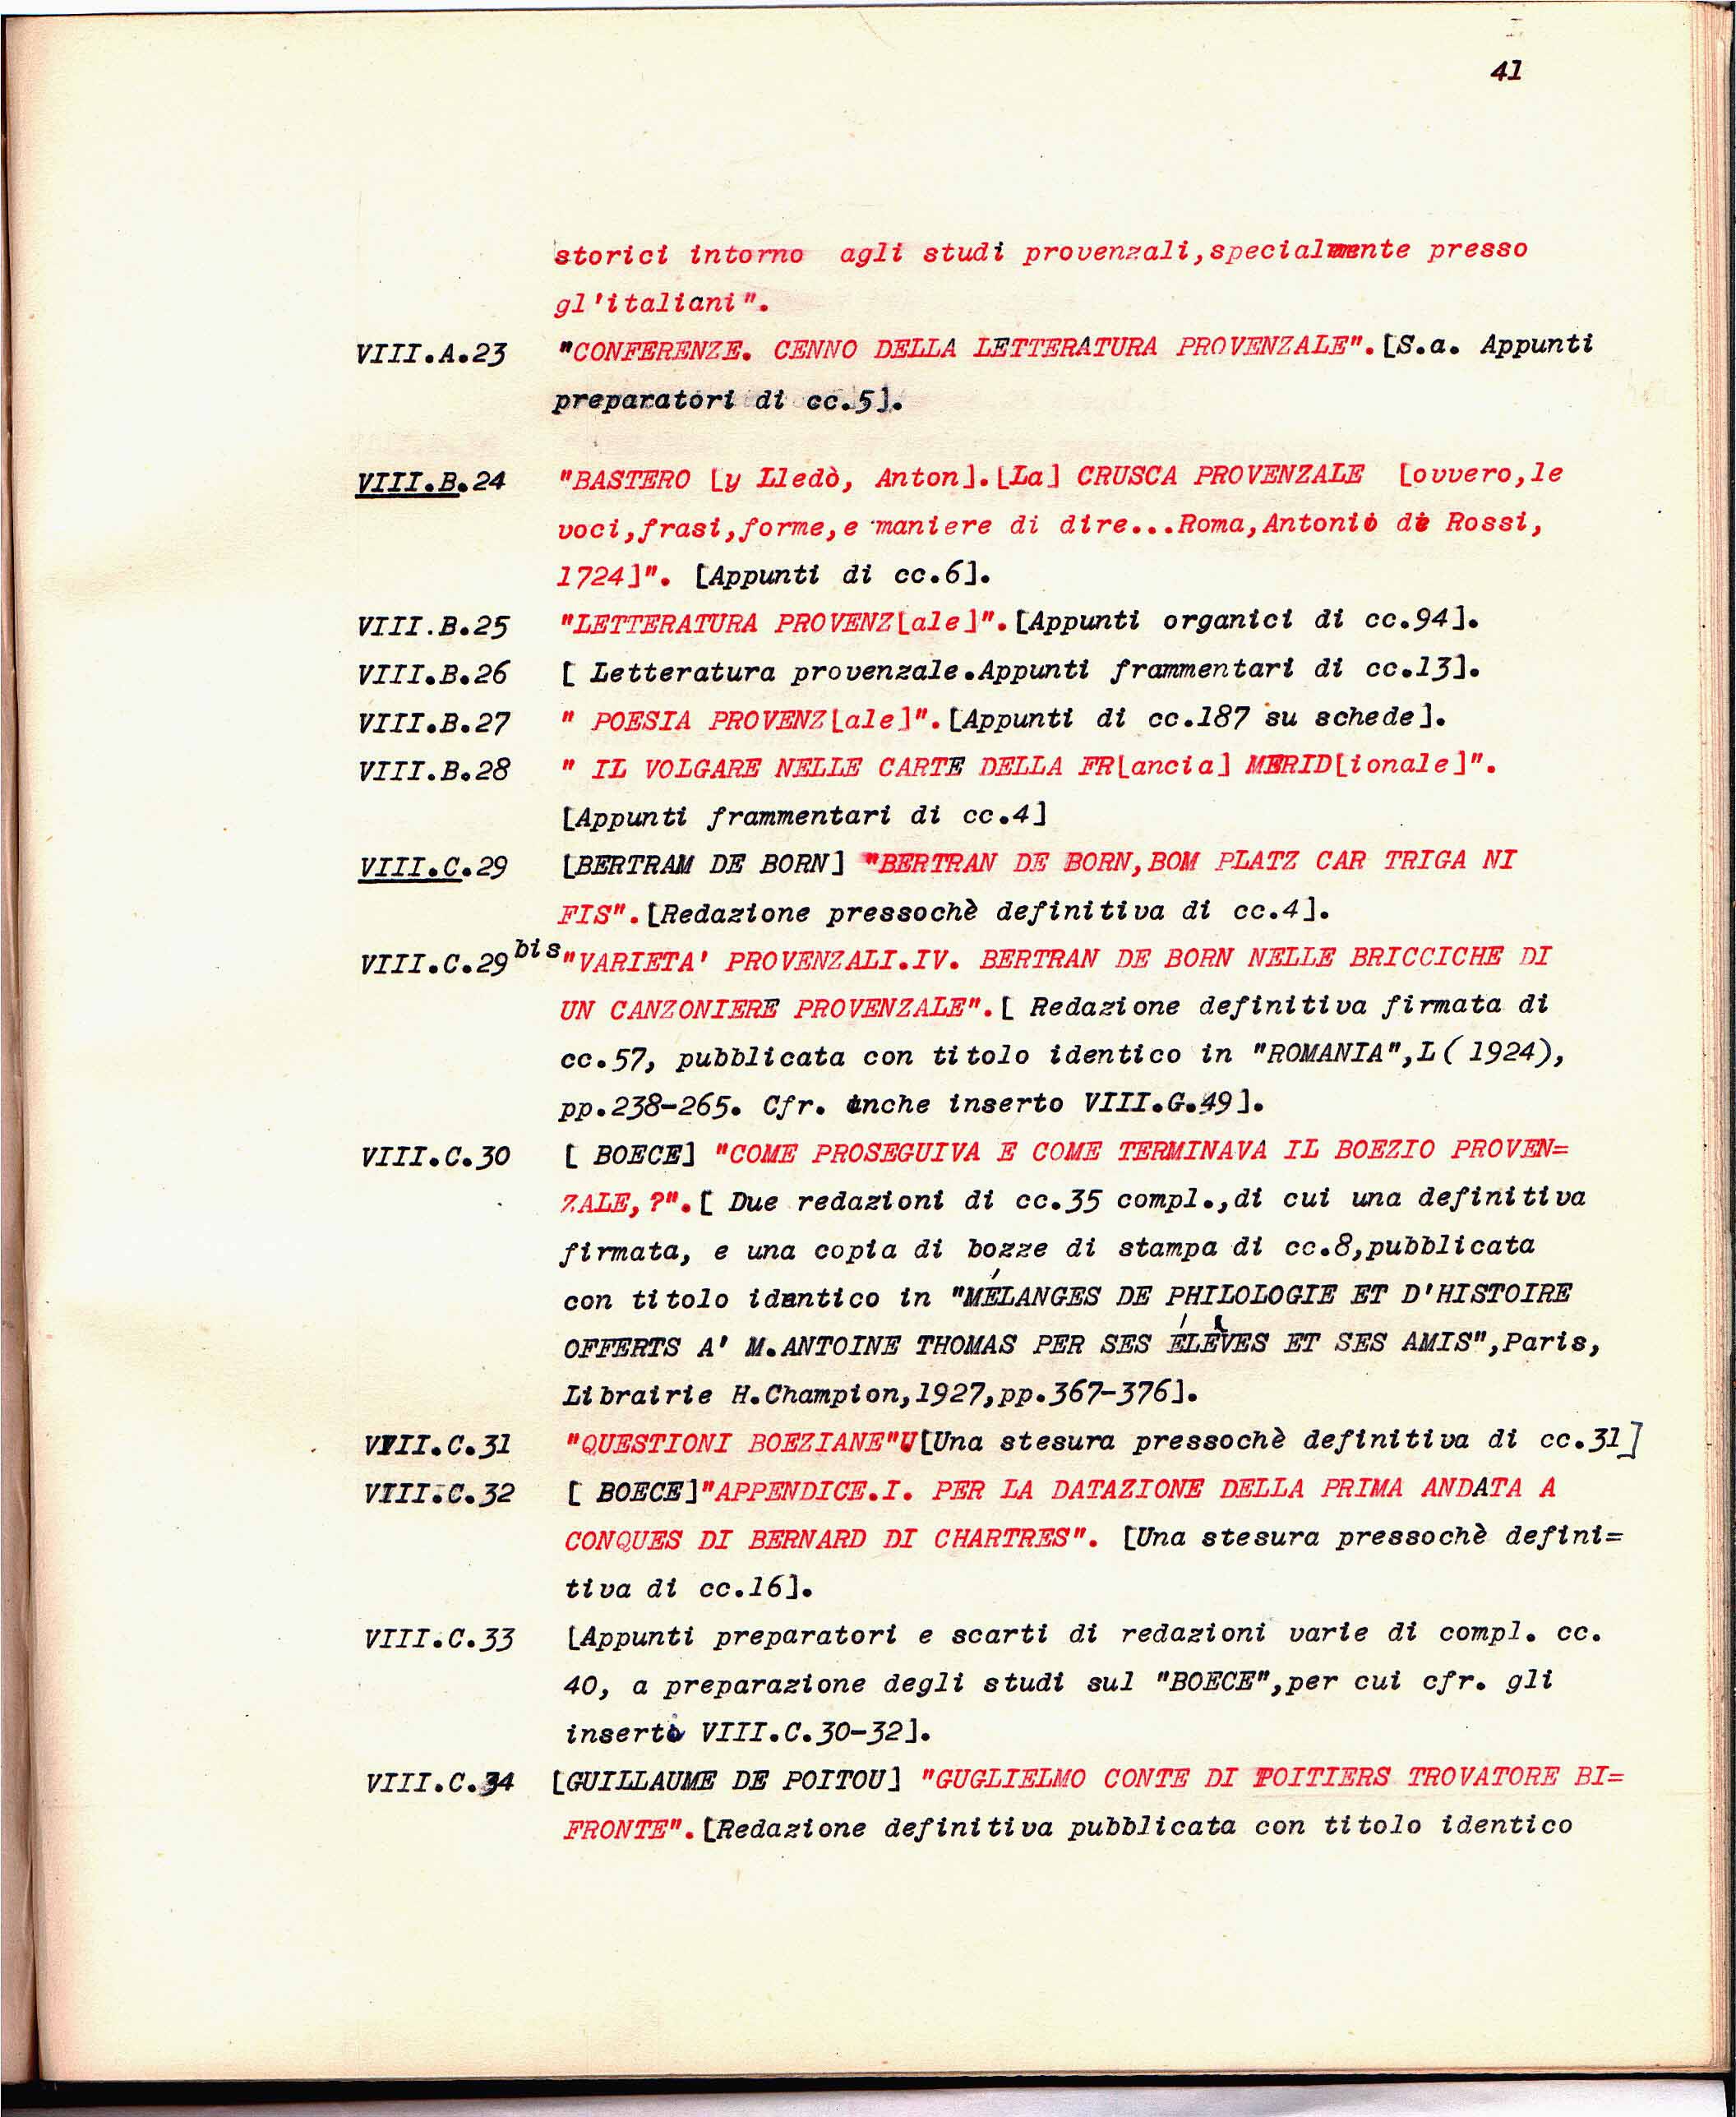 41
storici intorno agli studi provenzali,specialmente presso
gl'italiani".
VIII.A.23 "CONFERENZE. CENNO DELLA LETTERATURA PROVENZALE".[S.a. Appunti
preparatori di cc.5].
VIII.B.24 "BASTERO [y Lledò, Anton].[La] CRUSCA PROVENZALE [ovvero,le
voci,frasi,forme,e maniere di dire...Roma,Antonio de Rossi,
1724]". [Appunti di cc.6].
VIII.B.25 "LETTERATURA PROVENZ[ale]".[Appunti organici di cc.94].
VIII.B.26 [ Letteratura provenzale.Appunti frammentari di cc.13].
VIII.B.27 " POESIA PROVENZ[ale]".[Appunti di cc.187 su schede].
VIII.B.28 " IL VOLGARE NELLE CARTE DELLA FR[ancia] MERID[ionale]".
[Appunti frammentari di cc.4]
VIII.C.29 [BERTRAM DE BORN] "BERTRAN DE BORN,BOM PLATZ CAR TRIGA NI
FIS".[Redazione pressochè definitiva di cc.4].
VIII.C.29bis "VARIETA' PROVENZALI.IV. BERTRAN DE BORN NELLE BRICCICHE DI
UN CANZONIERE PROVENZALE".[ Redazione definitiva firmata di
cc.57, pubblicata con titolo identico in "ROMANIA",L( 1924),
pp.238-265. Cfr. anche inserto VIII.G.49].
VIII.C.30 [ BOECE] "COME PROSEGUIVA E COME TERMINAVA IL BOEZIO PROVEN=
ZALE,?".[ Due redazioni di cc.35 compl.,di cui una definitiva
firmata, e una copia di bozze di stampa di cc.8,pubblicata
con titolo identico in "MÉLANGES DE PHILOLOGIE ET D'HISTOIRE
OFFERTS A' M.ANTOINE THOMAS PER SES ÉLÈVES ET SES AMIS",Paris,
Librairie H.Champion,1927,pp.367-376].
VIII.C.31 "QUESTIONI BOEZIANE"[Una stesura pressochè definitiva di cc.31]
VIII.C.32 [ BOECE]"APPENDICE.I. PER LA DATAZIONE DELLA PRIMA ANDATA A
CONQUES DI BERNARD DI CHARTRES". [Una stesura pressochè defini=
tiva di cc.16].
VIII.C.33 [Appunti preparatori e scarti di redazioni varie di compl. cc.
40, a preparazione degli studi sul "BOECE",per cui cfr. gli
inserti VIII.C.30-32].
VIII.C.34 [GUILLAUME DE POITOU] "GUGLIELMO CONTE DI POITIERS TROVATORE BI=
FRONTE".[Redazione definitiva pubblicata con titolo identico